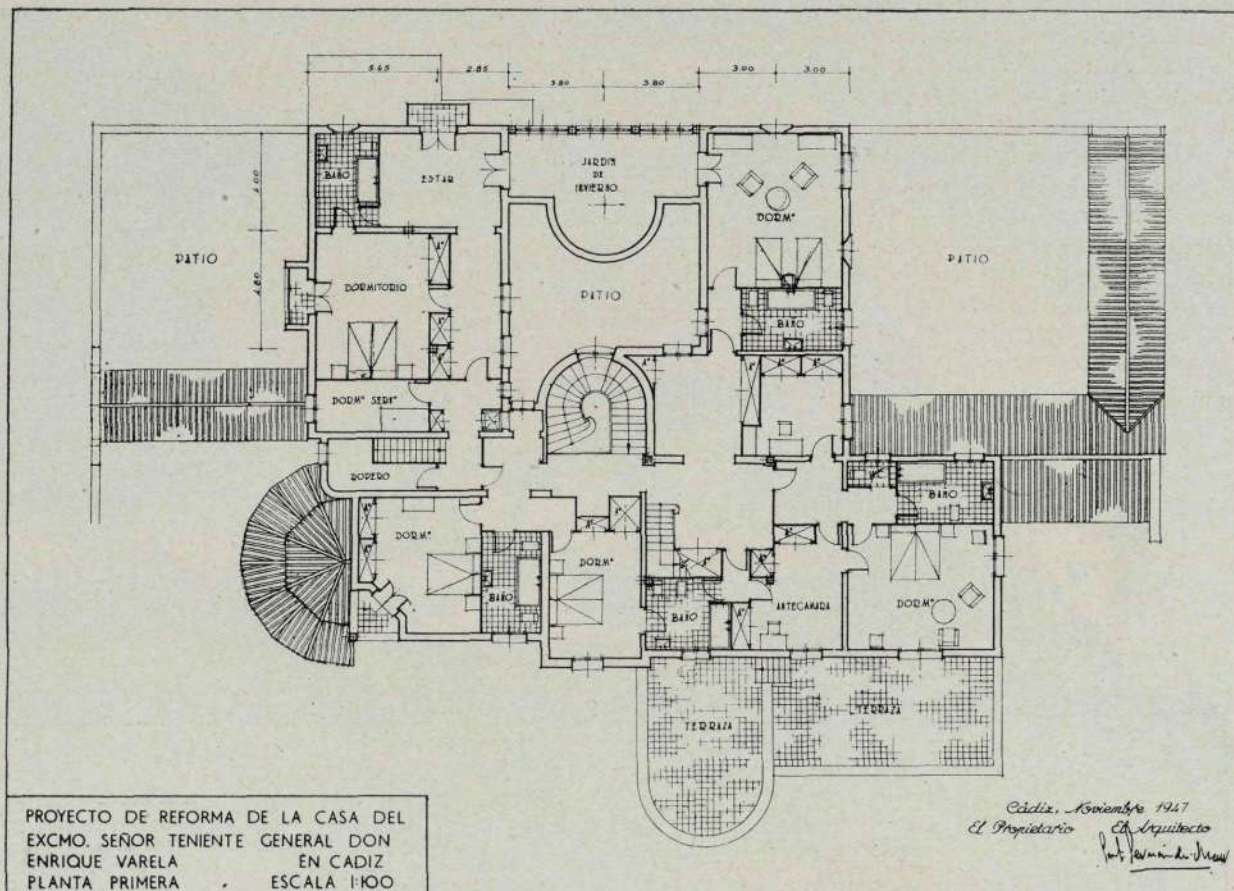 5.45 2.85 3.80 3.80 3.00 3.00
4.00
4.80
BAÑO
ESTAR
JARDIN
DE
INVIERNO
DORMº
PATIO
DORMITORIO
PATIO
PATIO
BAÑO
DORMº SERVº
ROPERO
DORMº
BAÑO
DORMº
BAÑO
ANTECAMARA
WC
BAÑO
DORMº
TERRAZA
TERRAZA
PROYECTO DE REFORMA DE LA CASA DEL
EXCMO. SEÑOR TENIENTE GENERAL DON
ENRIQUE VARELA EN CADIZ
PLANTA PRIMERA . ESCALA 1:100
Cádiz, Noviembre 1947
El Propietario El Arquitecto